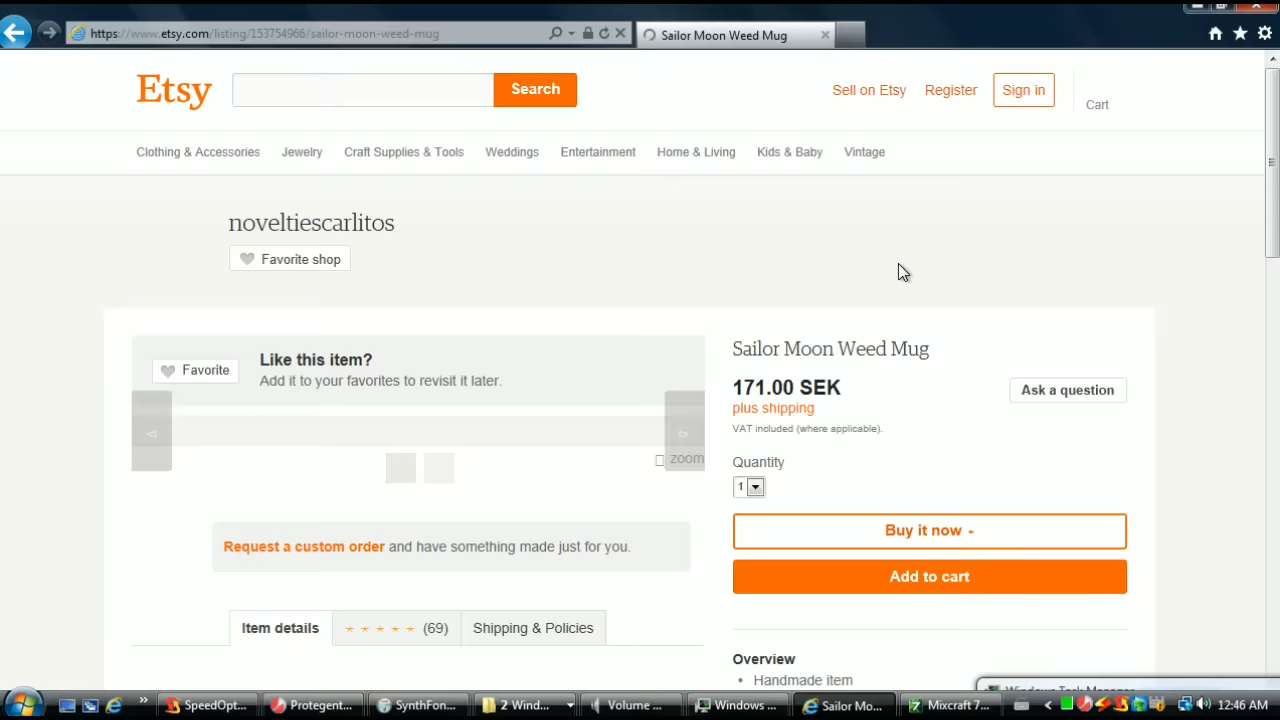 https://www.etsy.com/listing/153754966/sailor-moon-weed-mug
Sailor Moon Weed Mug
Etsy
Search
Sell on Etsy
Register
Sign in
Cart
Clothing & Accessories
Jewelry
Craft Supplies & Tools
Weddings
Entertainment
Home & Living
Kids & Baby
Vintage
noveltiescarlitos
Favorite shop
Favorite
Like this item?
Add it to your favorites to revisit it later.
zoom
Request a custom order and have something made just for you.
Item details
(69)
Shipping & Policies
Sailor Moon Weed Mug
171.00 SEK
plus shipping
VAT included (where applicable).
Ask a question
Quantity
1
Buy it now
Add to cart
Overview
• Handmade item
Windows Task Manager
SpeedOpt...
Protegent...
SynthFon...
2 Wind...
Volume ...
Windows ...
Sailor Mo...
Mixcraft 7...
12:46 AM